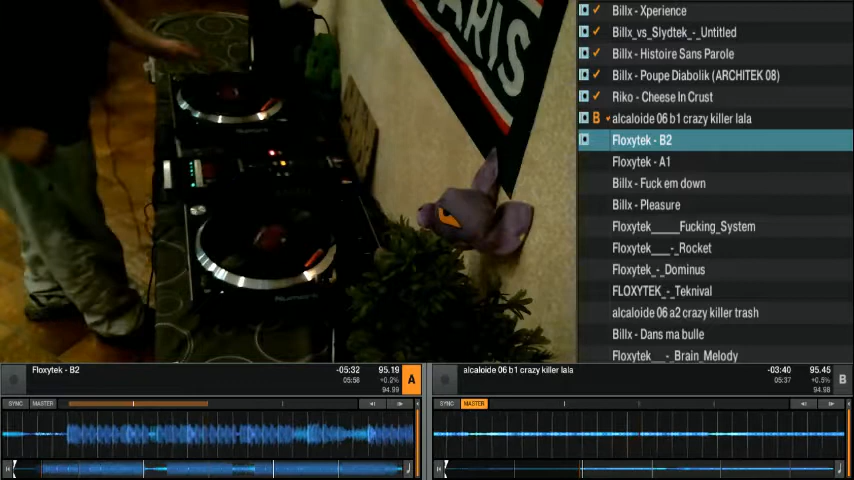 PARIS
Billx - Xperience
Billx_vs_Slydtek_-_Untitled
Billx - Histoire Sans Parole
Billx - Poupe Diabolik (ARCHITEK 08)
Riko - Cheese In Crust
B alcaloide 06 b1 crazy killer lala
Floxytek - B2
Floxytek - A1
Billx - Fuck em down
Billx - Pleasure
Floxytek_____Fucking_System
Floxytek___-_Rocket
Floxytek_-_Dominus
FLOXYTEK_-_Teknival
alcaloide 06 a2 crazy killer trash
Billx - Dans ma bulle
Floxytek__-_Brain_Melody
Floxytek - B2 -05:32 95.19
05:58 +0.2%
94.99
A
SYNC MASTER
alcaloide 06 b1 crazy killer lala -03:40 95.45
05:37 +0.5%
94.98
B
SYNC MASTER